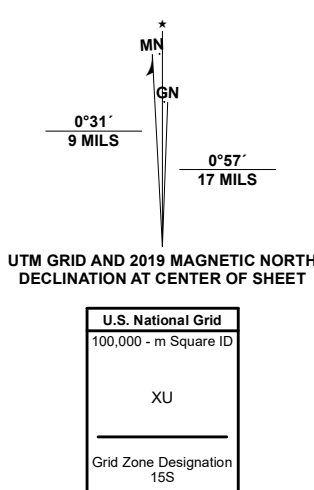 ★
MN
GN
0°31´
9 MILS
0°57´
17 MILS
UTM GRID AND 2019 MAGNETIC NORTH
DECLINATION AT CENTER OF SHEET
U.S. National Grid
100,000 - m Square ID
XU
Grid Zone Designation
15S